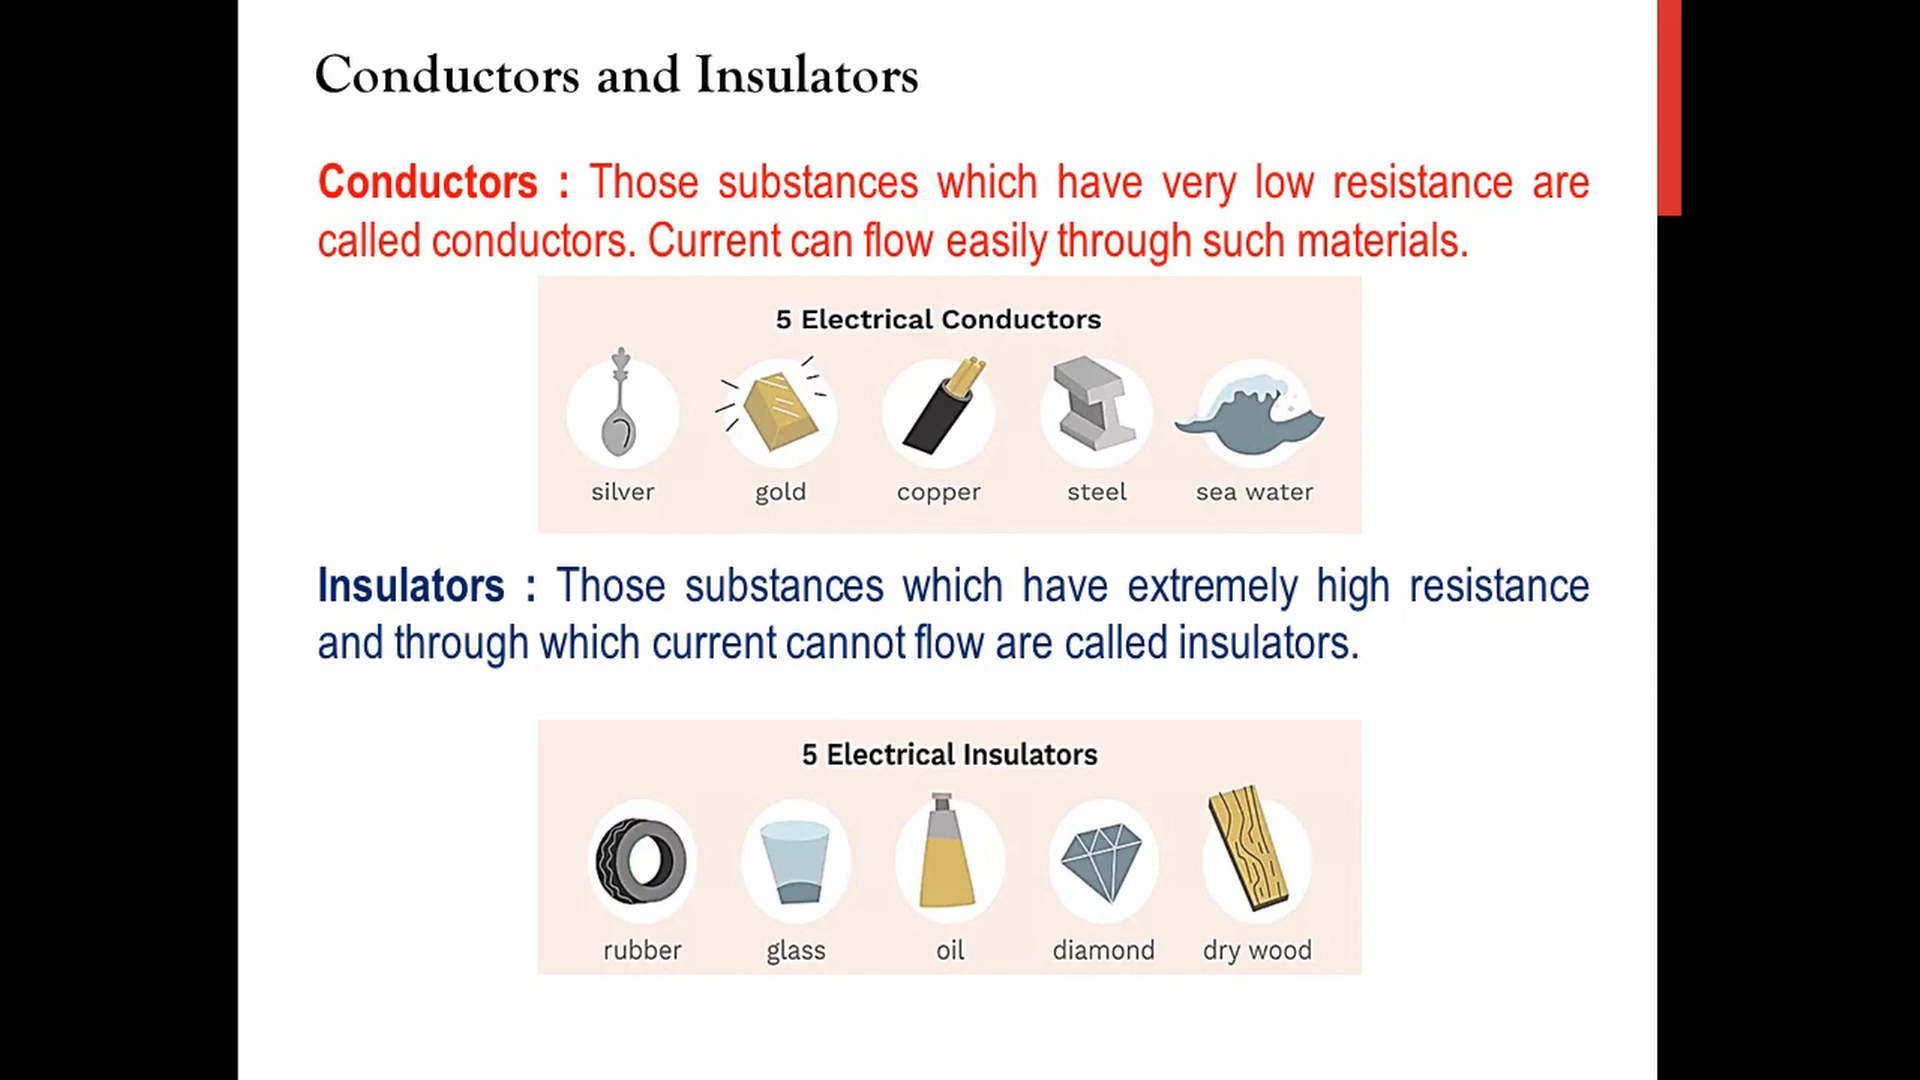 Conductors and Insulators
Conductors : Those substances which have very low resistance are
called conductors. Current can flow easily through such materials.
5 Electrical Conductors
silver gold copper steel sea water
Insulators : Those substances which have extremely high resistance
and through which current cannot flow are called insulators.
5 Electrical Insulators
rubber glass oil diamond dry wood